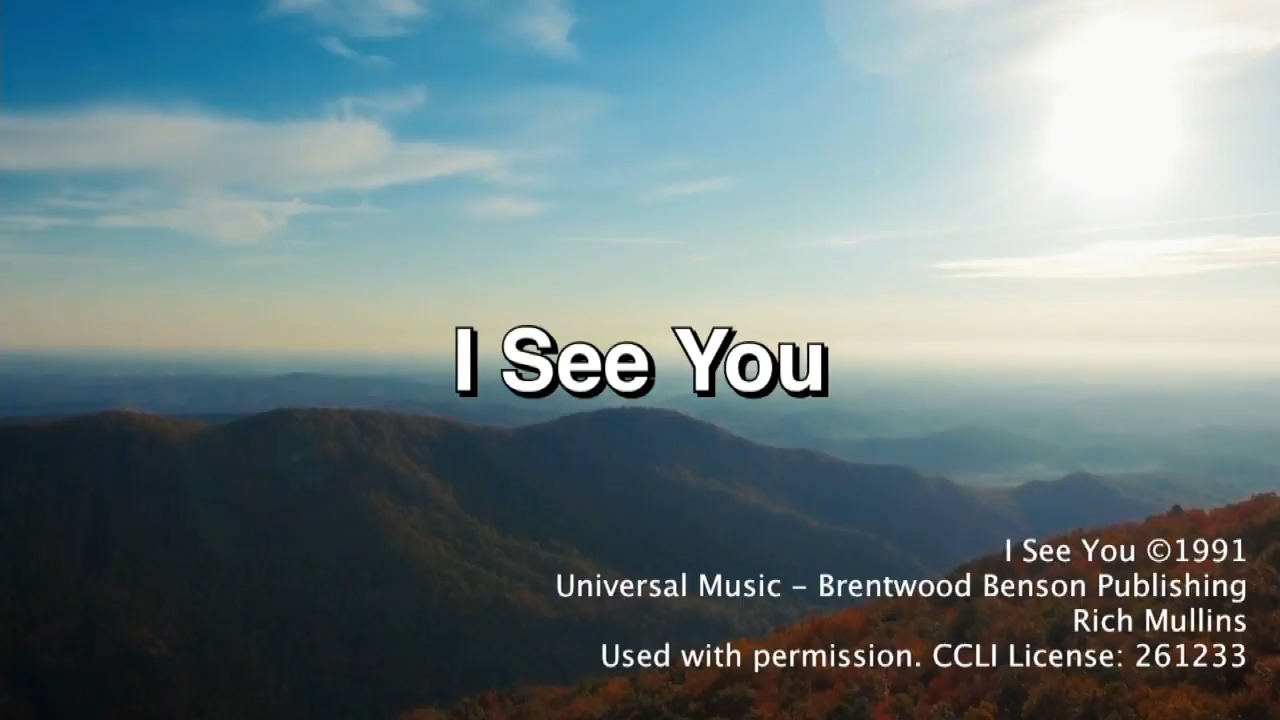 I See You
I See You ©1991
Universal Music – Brentwood Benson Publishing
Rich Mullins
Used with permission. CCLI License: 261233